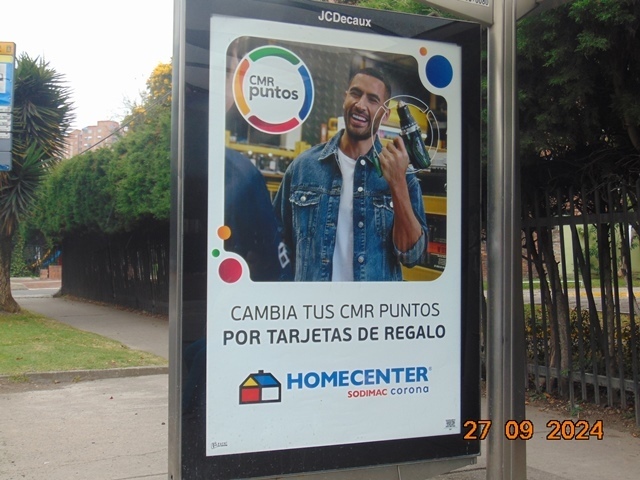 JCDecaux
CMR
puntos
CAMBIA TUS CMR PUNTOS
POR TARJETAS DE REGALO
HOMECENTER
SODIMAC corona
27 09 2024